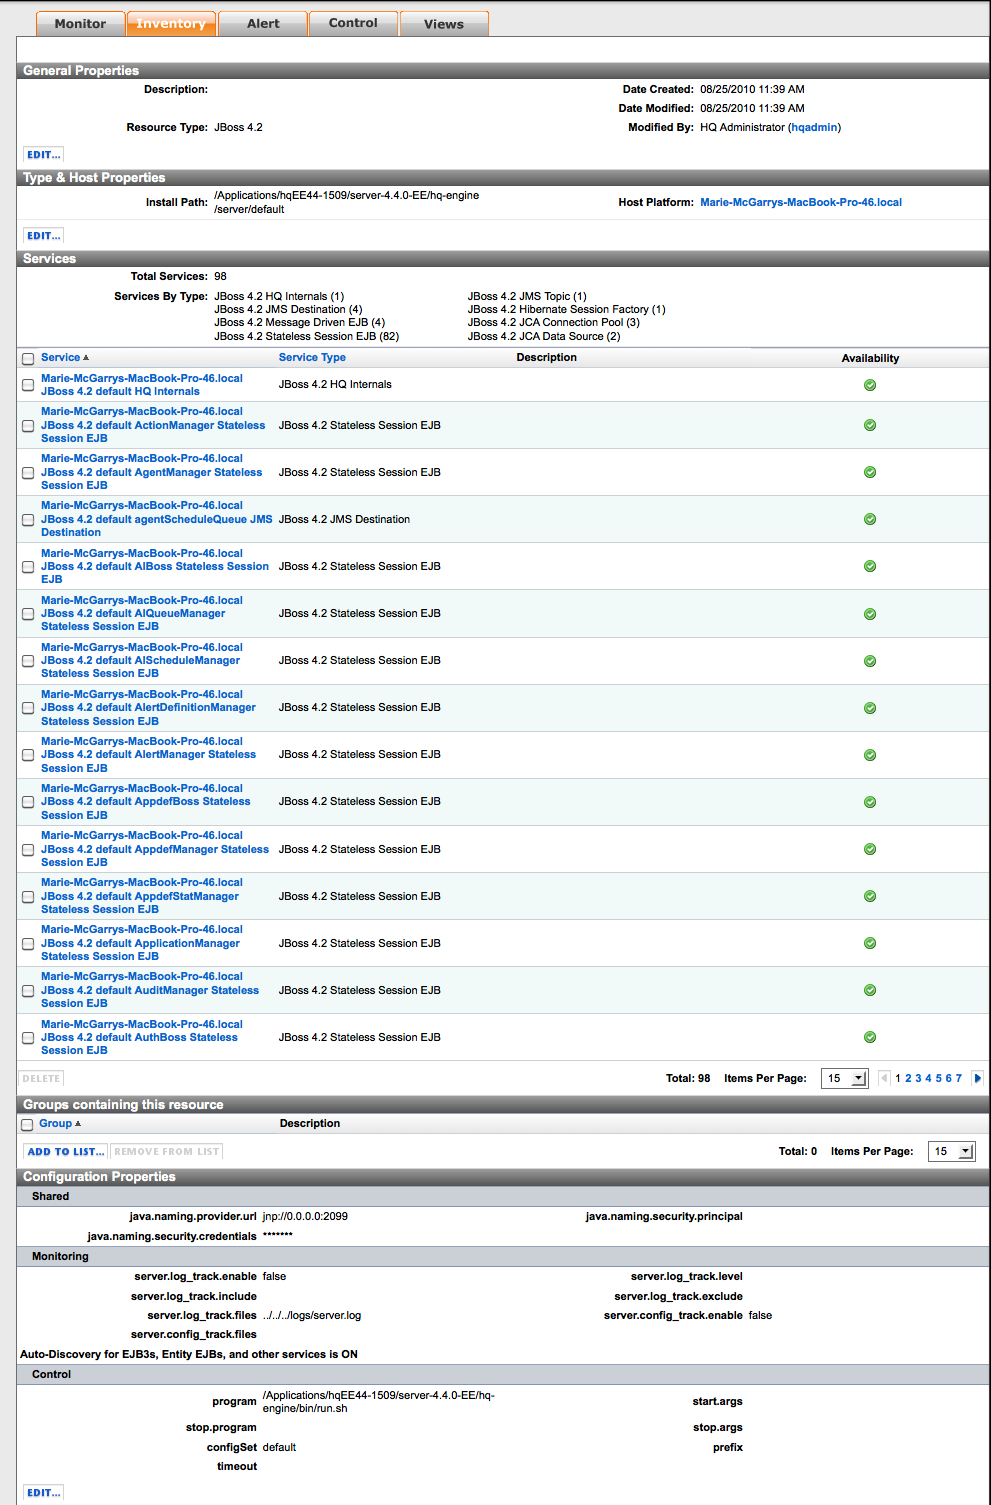 Monitor Inventory Alert Control Views
General Properties
Description: Date Created: 08/25/2010 11:39 AM
Date Modified: 08/25/2010 11:39 AM
Resource Type: JBoss 4.2 Modified By: HQ Administrator (hqadmin)
EDIT...
Type & Host Properties
Install Path: /Applications/hqEE44-1509/server-4.4.0-EE/hq-engine
/server/default
Host Platform: Marie-McGarrys-MacBook-Pro-46.local
EDIT...
Services
Total Services: 98
Services By Type: JBoss 4.2 HQ Internals (1) JBoss 4.2 JMS Topic (1)
JBoss 4.2 JMS Destination (4) JBoss 4.2 Hibernate Session Factory (1)
JBoss 4.2 Message Driven EJB (4) JBoss 4.2 JCA Connection Pool (3)
JBoss 4.2 Stateless Session EJB (82) JBoss 4.2 JCA Data Source (2)
Service Service Type Description Availability
Marie-McGarrys-MacBook-Pro-46.local
JBoss 4.2 default HQ Internals
JBoss 4.2 HQ Internals
Marie-McGarrys-MacBook-Pro-46.local
JBoss 4.2 default ActionManager Stateless
Session EJB
JBoss 4.2 Stateless Session EJB
Marie-McGarrys-MacBook-Pro-46.local
JBoss 4.2 default AgentManager Stateless
Session EJB
JBoss 4.2 Stateless Session EJB
Marie-McGarrys-MacBook-Pro-46.local
JBoss 4.2 default agentScheduleQueue JMS
Destination
JBoss 4.2 JMS Destination
Marie-McGarrys-MacBook-Pro-46.local
JBoss 4.2 default AIBoss Stateless Session
EJB
JBoss 4.2 Stateless Session EJB
Marie-McGarrys-MacBook-Pro-46.local
JBoss 4.2 default AIQueueManager
Stateless Session EJB
JBoss 4.2 Stateless Session EJB
Marie-McGarrys-MacBook-Pro-46.local
JBoss 4.2 default AIScheduleManager
Stateless Session EJB
JBoss 4.2 Stateless Session EJB
Marie-McGarrys-MacBook-Pro-46.local
JBoss 4.2 default AlertDefinitionManager
Stateless Session EJB
JBoss 4.2 Stateless Session EJB
Marie-McGarrys-MacBook-Pro-46.local
JBoss 4.2 default AlertManager Stateless
Session EJB
JBoss 4.2 Stateless Session EJB
Marie-McGarrys-MacBook-Pro-46.local
JBoss 4.2 default AppdefBoss Stateless
Session EJB
JBoss 4.2 Stateless Session EJB
Marie-McGarrys-MacBook-Pro-46.local
JBoss 4.2 default AppdefManager Stateless
Session EJB
JBoss 4.2 Stateless Session EJB
Marie-McGarrys-MacBook-Pro-46.local
JBoss 4.2 default AppdefStatManager
Stateless Session EJB
JBoss 4.2 Stateless Session EJB
Marie-McGarrys-MacBook-Pro-46.local
JBoss 4.2 default ApplicationManager
Stateless Session EJB
JBoss 4.2 Stateless Session EJB
Marie-McGarrys-MacBook-Pro-46.local
JBoss 4.2 default AuditManager Stateless
Session EJB
JBoss 4.2 Stateless Session EJB
Marie-McGarrys-MacBook-Pro-46.local
JBoss 4.2 default AuthBoss Stateless
Session EJB
JBoss 4.2 Stateless Session EJB
DELETE Total: 98 Items Per Page: 15 1 2 3 4 5 6 7
Groups containing this resource
Group Description
ADD TO LIST... REMOVE FROM LIST Total: 0 Items Per Page: 15
Configuration Properties
Shared
java.naming.provider.url jnp://0.0.0.0:2099 java.naming.security.principal
java.naming.security.credentials *******
Monitoring
server.log_track.enable false server.log_track.level
server.log_track.include server.log_track.exclude
server.log_track.files ../../../logs/server.log server.config_track.enable false
server.config_track.files
Auto-Discovery for EJB3s, Entity EJBs, and other services is ON
Control
program /Applications/hqEE44-1509/server-4.4.0-EE/hq-
engine/bin/run.sh
start.args
stop.program stop.args
configSet default prefix
timeout
EDIT...